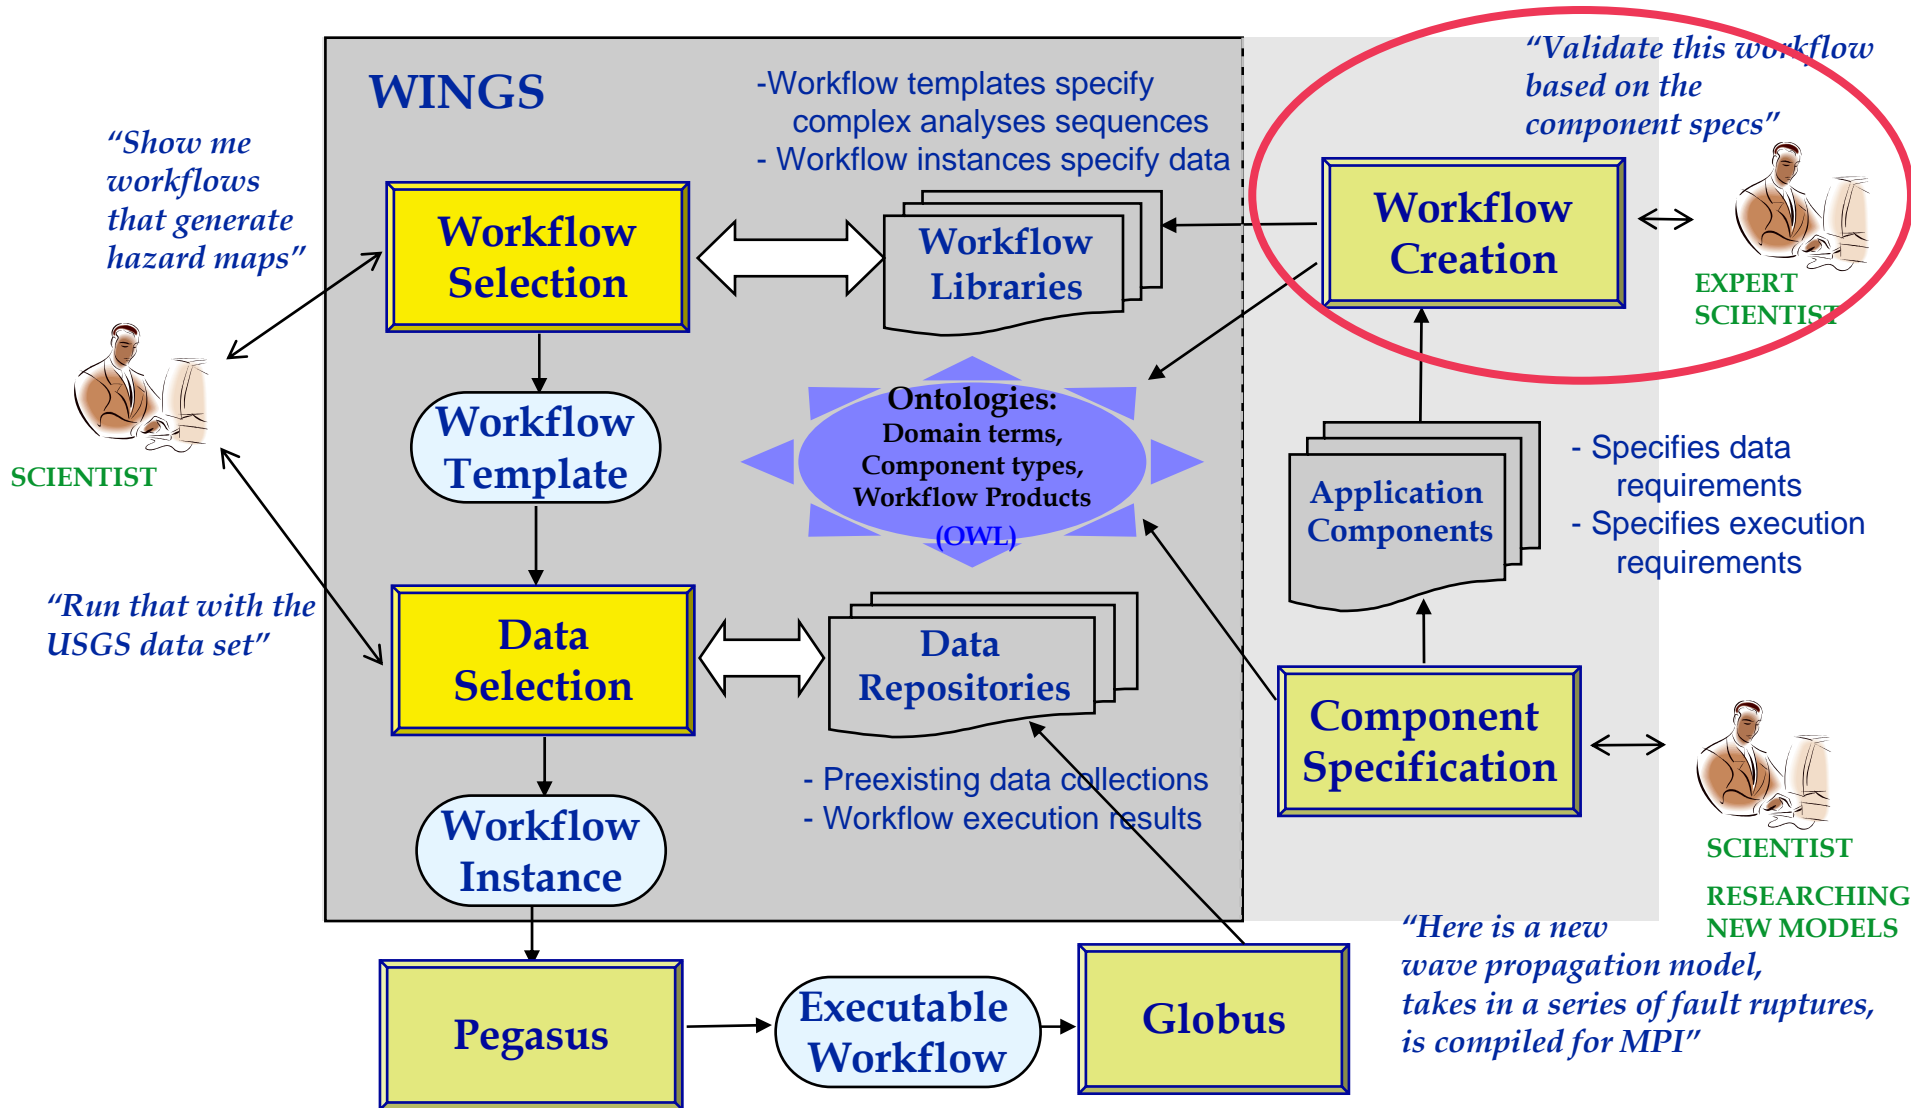 WINGS
-Workflow templates specify
complex analyses sequences
- Workflow instances specify data
“Validate this workflow
based on the
component specs”
“Show me
workflows
that generate
hazard maps”
Workflow
Selection
Workflow
Libraries
Workflow
Creation
EXPERT
SCIENTIST
SCIENTIST
Workflow
Template
Ontologies:
Domain terms,
Component types,
Workflow Products
(OWL)
Application
Components
- Specifies data
requirements
- Specifies execution
requirements
“Run that with the
USGS data set”
Data
Selection
Data
Repositories
Component
Specification
- Preexisting data collections
- Workflow execution results
SCIENTIST
RESEARCHING
NEW MODELS
Workflow
Instance
“Here is a new
wave propagation model,
takes in a series of fault ruptures,
is compiled for MPI”
Pegasus
Executable
Workflow
Globus